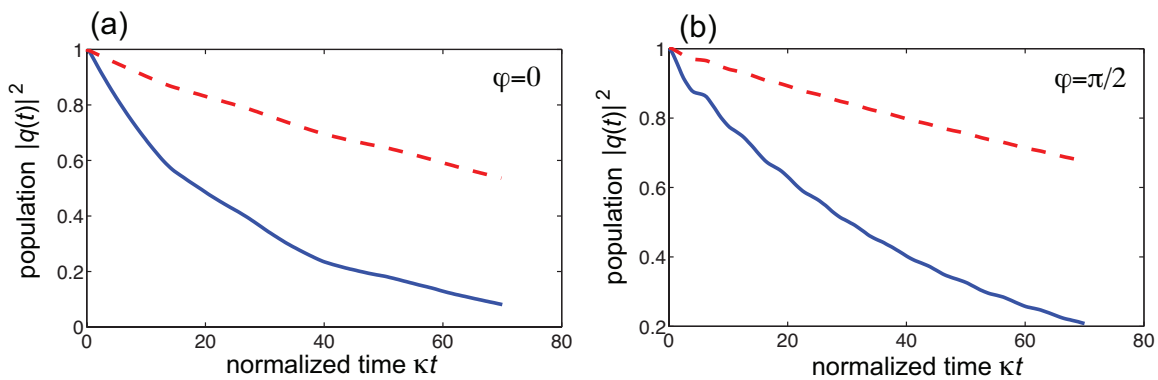 (a)
φ=0
population |q(t)|²
1
0.8
0.6
0.4
0.2
0
0 20 40 60 80
normalized time κt
(b)
φ=π/2
population |q(t)|²
1
0.8
0.6
0.4
0.2
0 20 40 60 80
normalized time κt